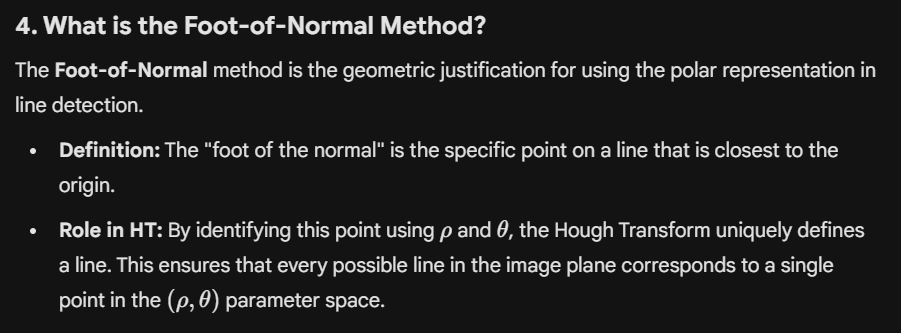 4. What is the Foot-of-Normal Method?
The Foot-of-Normal method is the geometric justification for using the polar representation in
line detection.
• Definition: The "foot of the normal" is the specific point on a line that is closest to the
origin.
• Role in HT: By identifying this point using ρ and θ, the Hough Transform uniquely defines
a line. This ensures that every possible line in the image plane corresponds to a single
point in the (ρ, θ) parameter space.